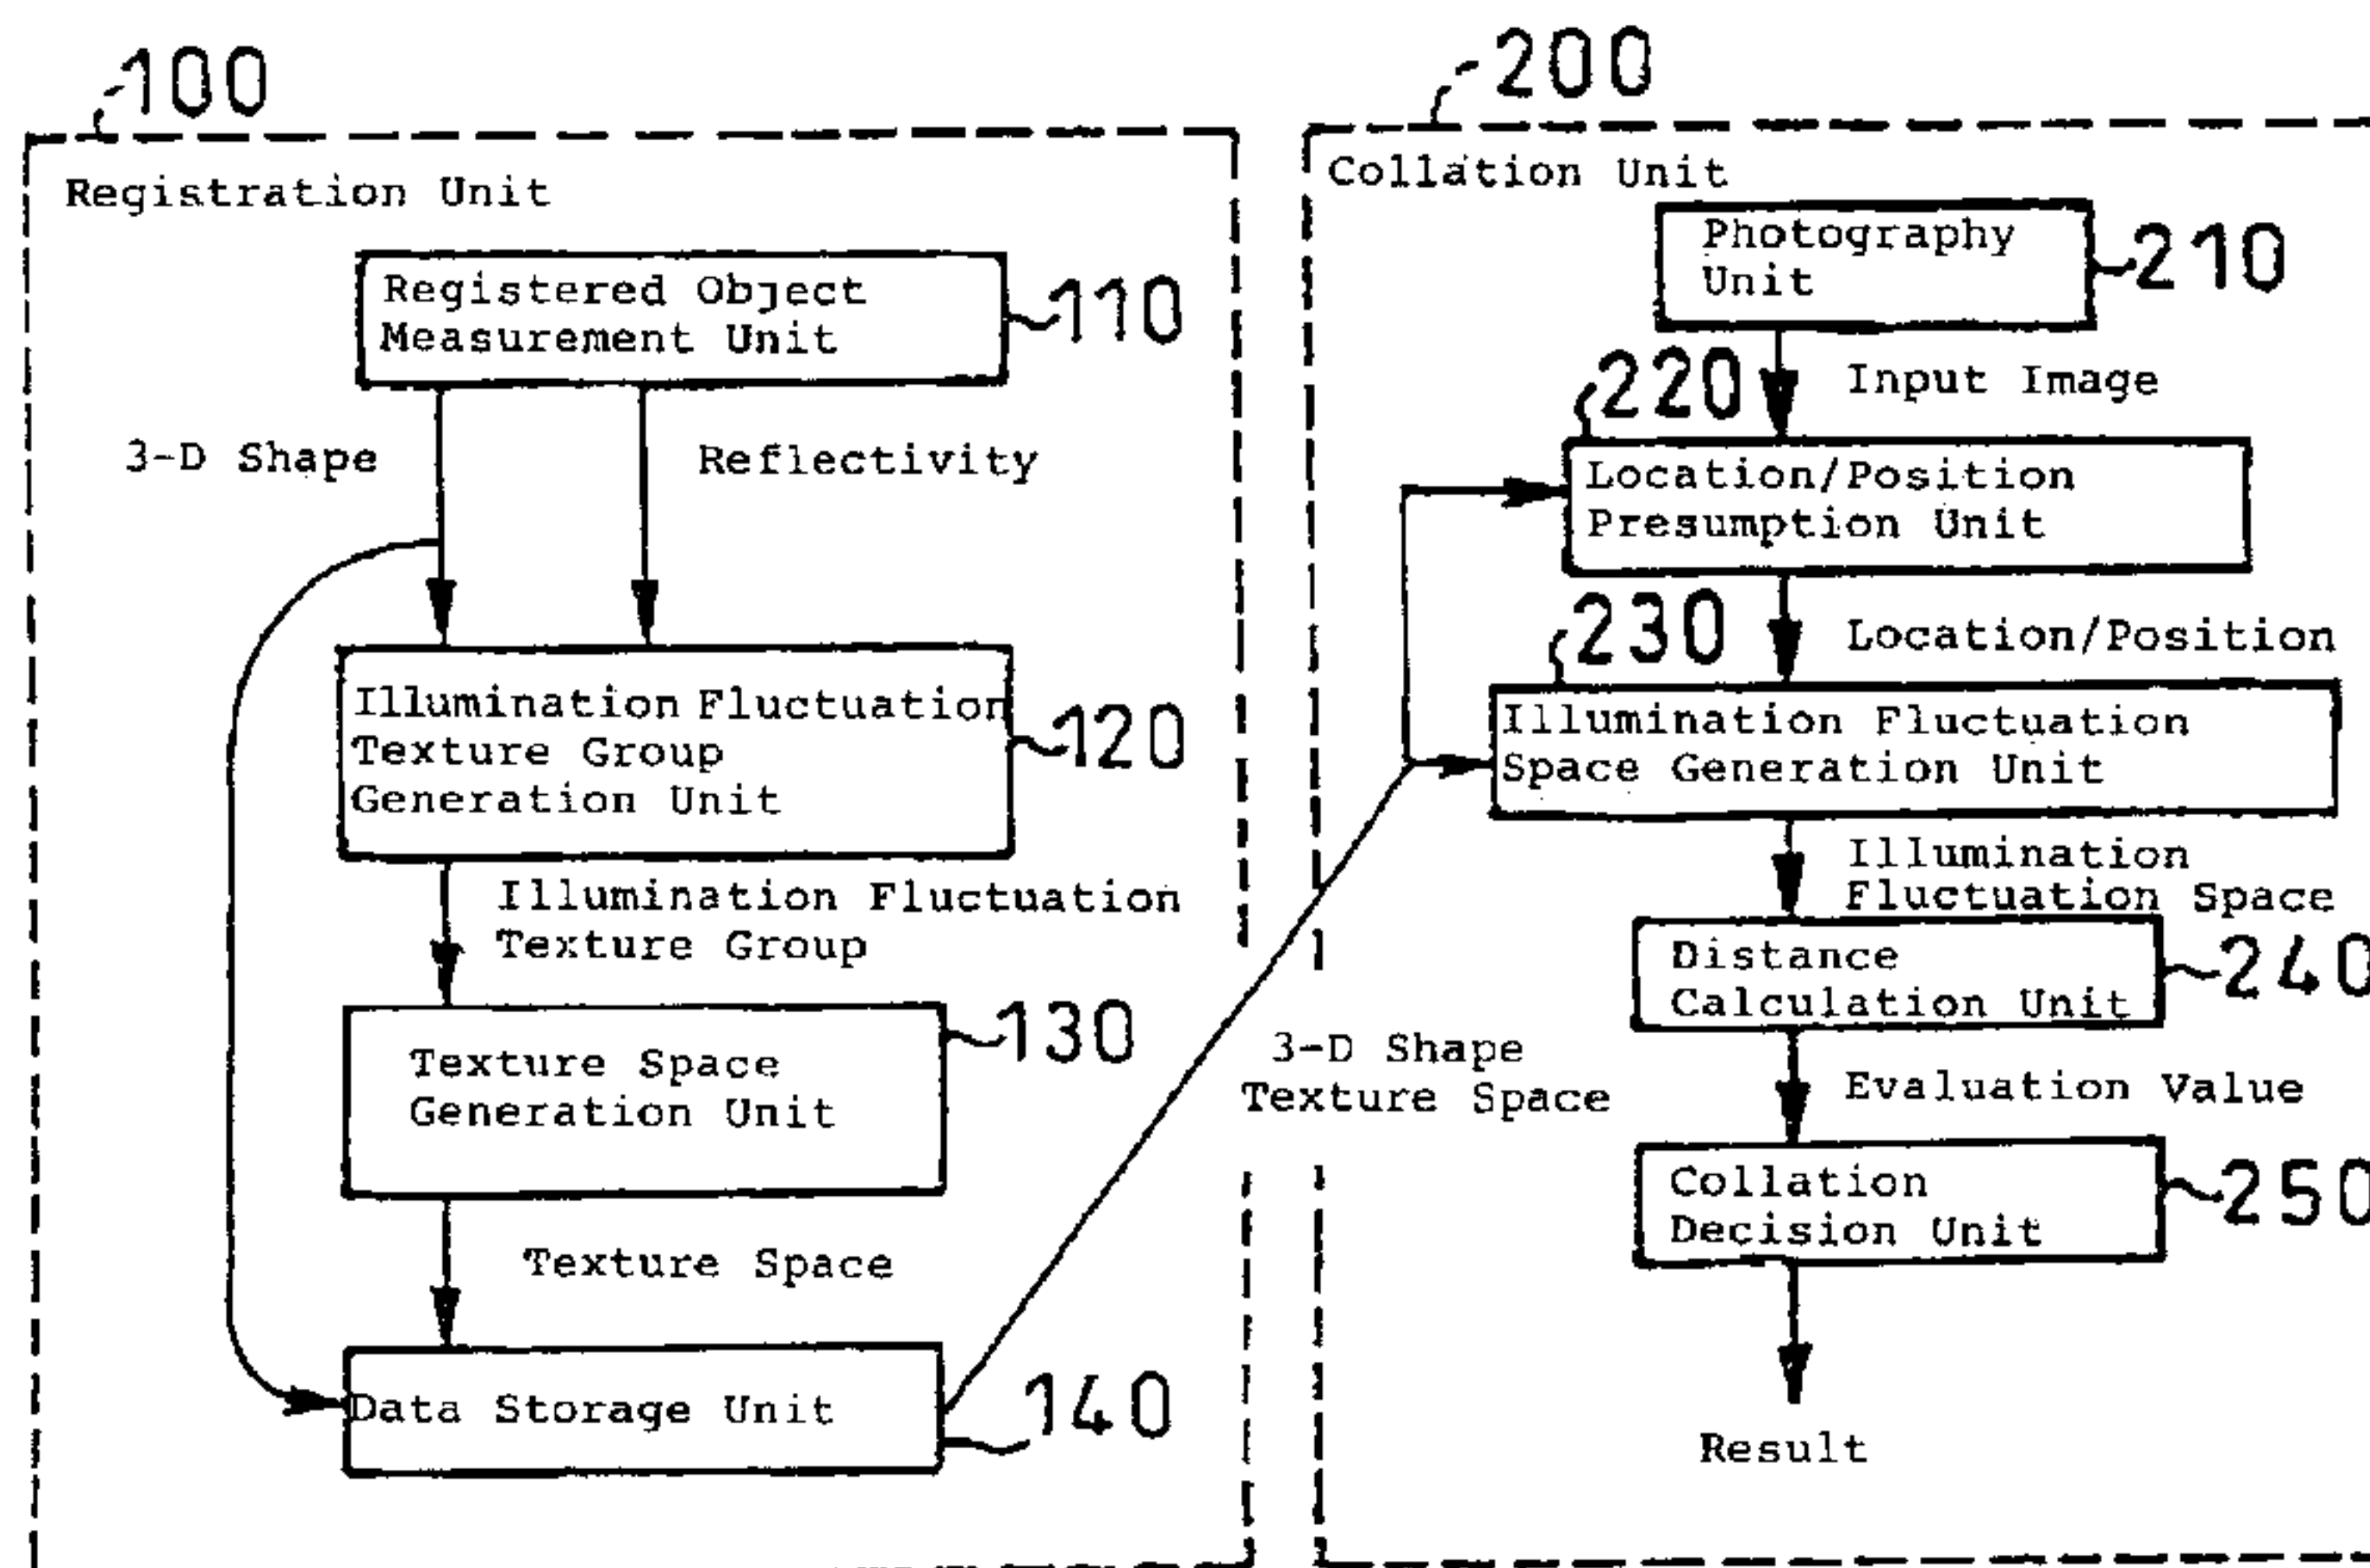 100
Registration Unit
Registered Object
Measurement Unit
110
3-D Shape
Reflectivity
Illumination Fluctuation
Texture Group
Generation Unit
120
Illumination Fluctuation
Texture Group
Texture Space
Generation Unit
130
Texture Space
Data Storage Unit
140
3-D Shape
Texture Space
200
Collation Unit
Photography
Unit
210
Input Image
220
Location/Position
Presumption Unit
Location/Position
230
Illumination Fluctuation
Space Generation Unit
Illumination
Fluctuation Space
Distance
Calculation Unit
240
Evaluation Value
Collation
Decision Unit
250
Result